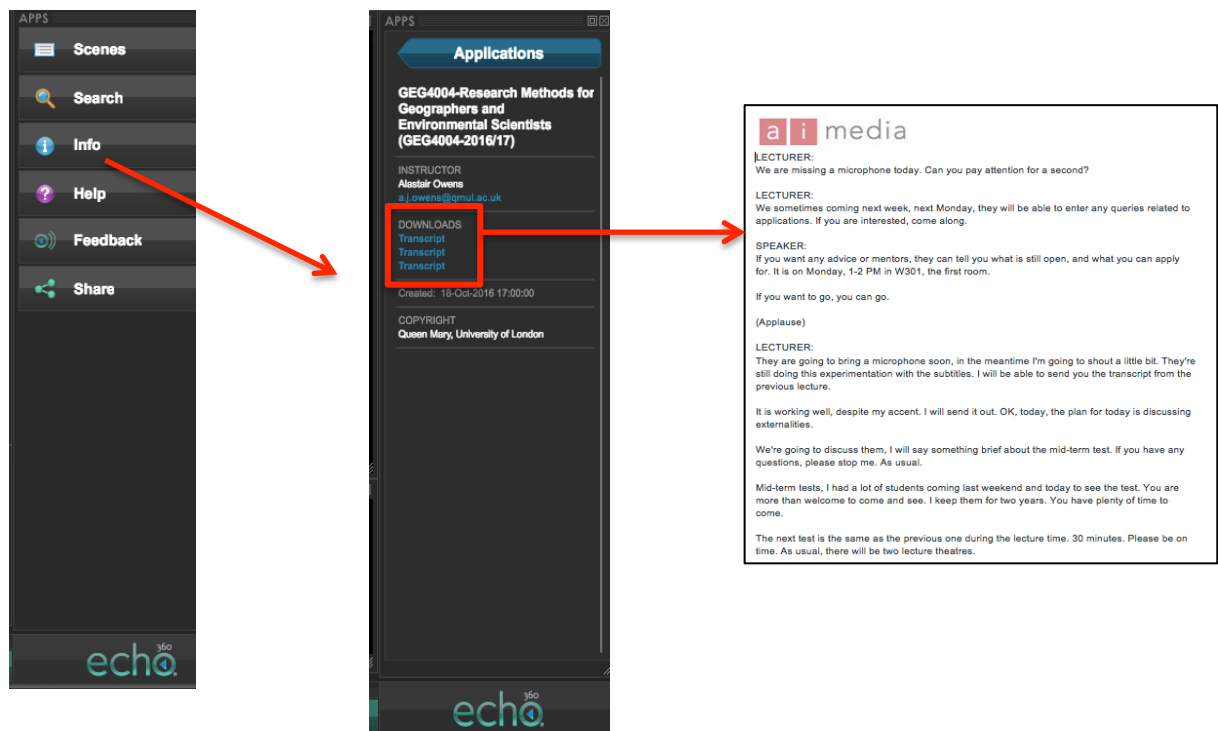 APPS
Scenes
Search
Info
Help
Feedback
Share
echo
360
APPS
Applications
GEG4004-Research Methods for
Geographers and
Environmental Scientists
(GEG4004-2016/17)
INSTRUCTOR
Alastair Owens
a.j.owens@qmul.ac.uk
DOWNLOADS
Transcript
Transcript
Transcript
Created: 18-Oct-2016 17:00:00
COPYRIGHT
Queen Mary, University of London
echo
360
ai media
LECTURER:
We are missing a microphone today. Can you pay attention for a second?
LECTURER:
We sometimes coming next week, next Monday, they will be able to enter any queries related to
applications. If you are interested, come along.
SPEAKER:
If you want any advice or mentors, they can tell you what is still open, and what you can apply
for. It is on Monday, 1-2 PM in W301, the first room.
If you want to go, you can go.
(Applause)
LECTURER:
They are going to bring a microphone soon, in the meantime I'm going to shout a little bit. They're
still doing this experimentation with the subtitles. I will be able to send you the transcript from the
previous lecture.
It is working well, despite my accent. I will send it out. OK, today, the plan for today is discussing
externalities.
We're going to discuss them, I will say something brief about the mid-term test. If you have any
questions, please stop me. As usual.
Mid-term tests, I had a lot of students coming last weekend and today to see the test. You are
more than welcome to come and see. I keep them for two years. You have plenty of time to
come.
The next test is the same as the previous one during the lecture time. 30 minutes. Please be on
time. As usual, there will be two lecture theatres.